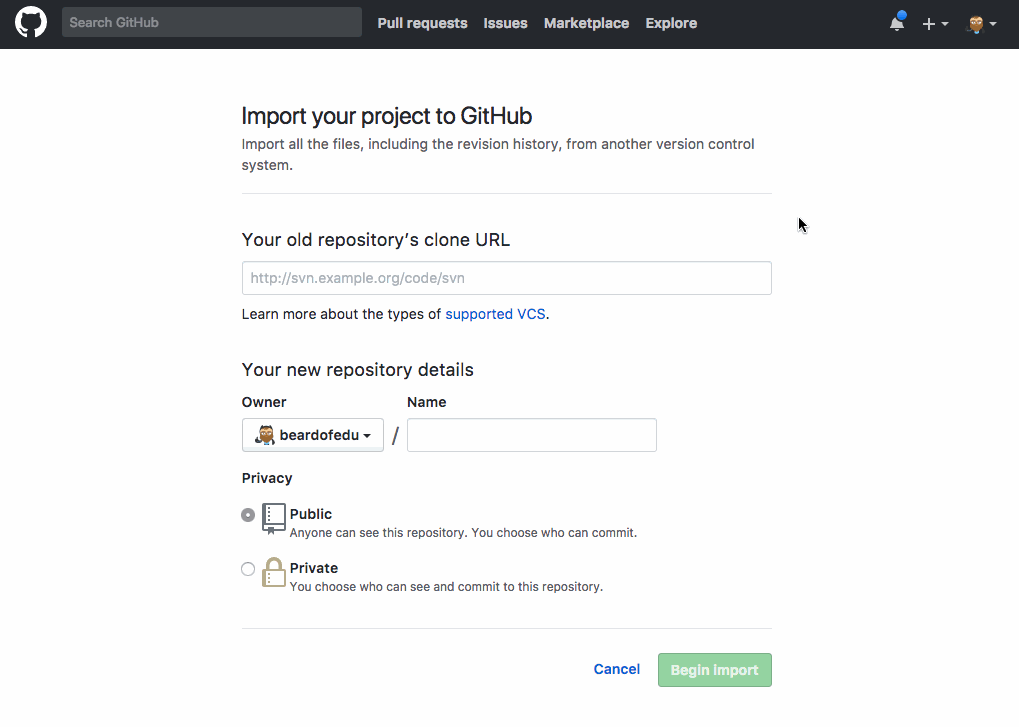 Search GitHub Pull requests Issues Marketplace Explore
Import your project to GitHub
Import all the files, including the revision history, from another version control
system.
Your old repository's clone URL
http://svn.example.org/code/svn
Learn more about the types of supported VCS.
Your new repository details
Owner Name
beardofedu /
Privacy
Public
Anyone can see this repository. You choose who can commit.
Private
You choose who can see and commit to this repository.
Cancel Begin import